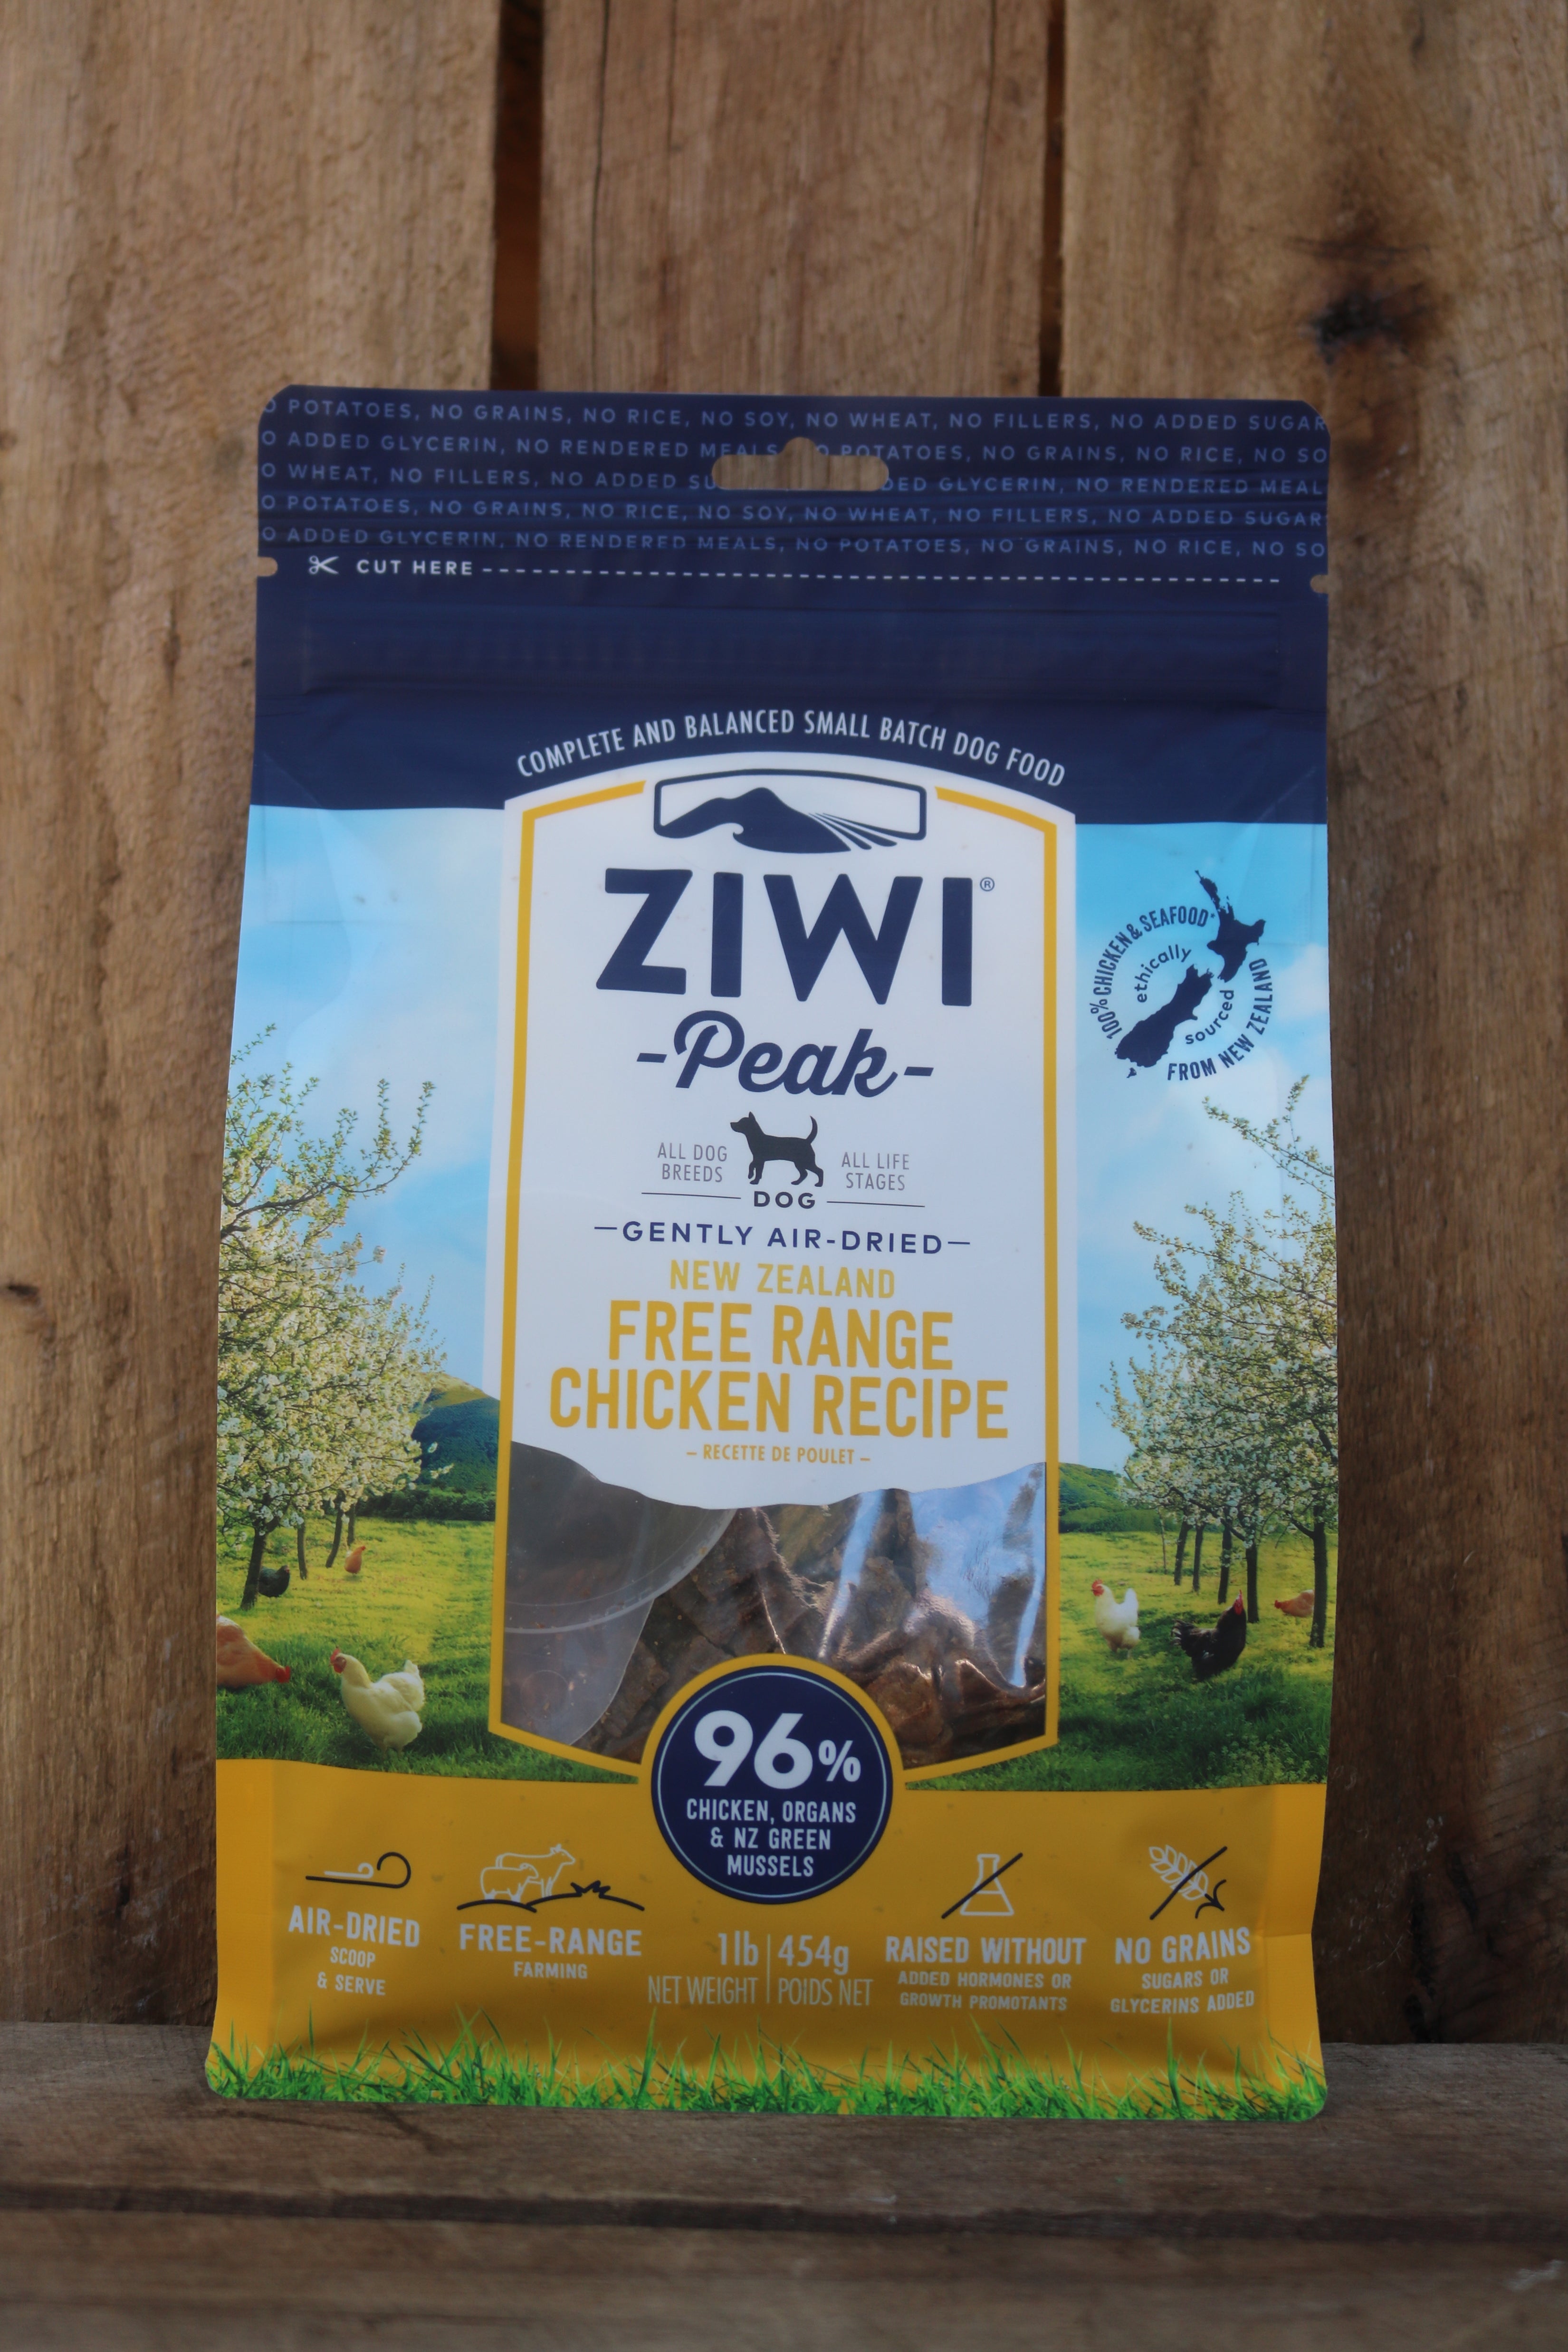 O POTATOES, NO GRAINS, NO RICE, NO SOY, NO WHEAT, NO FILLERS, NO ADDED SUGAR
O ADDED GLYCERIN, NO RENDERED MEALS O POTATOES, NO GRAINS, NO RICE, NO SO
O WHEAT, NO FILLERS, NO ADDED SU DED GLYCERIN, NO RENDERED MEAL
O POTATOES, NO GRAINS, NO RICE, NO SOY, NO WHEAT, NO FILLERS, NO ADDED SUGAR
O ADDED GLYCERIN, NO RENDERED MEALS, NO POTATOES, NO GRAINS, NO RICE, NO SO
CUT HERE
COMPLETE AND BALANCED SMALL BATCH DOG FOOD
ZIWI®
-Peak-
100% CHICKEN & SEAFOOD*
ethically
sourced
FROM NEW ZEALAND
ALL DOG
BREEDS
ALL LIFE
STAGES
DOG
—GENTLY AIR-DRIED—
NEW ZEALAND
FREE RANGE
CHICKEN RECIPE
– RECETTE DE POULET –
96%
CHICKEN, ORGANS
& NZ GREEN
MUSSELS
AIR-DRIED
SCOOP
& SERVE
FREE-RANGE
FARMING
1 lb | 454g
NET WEIGHT | POIDS NET
RAISED WITHOUT
ADDED HORMONES OR
GROWTH PROMOTANTS
NO GRAINS
SUGARS OR
GLYCERINS ADDED